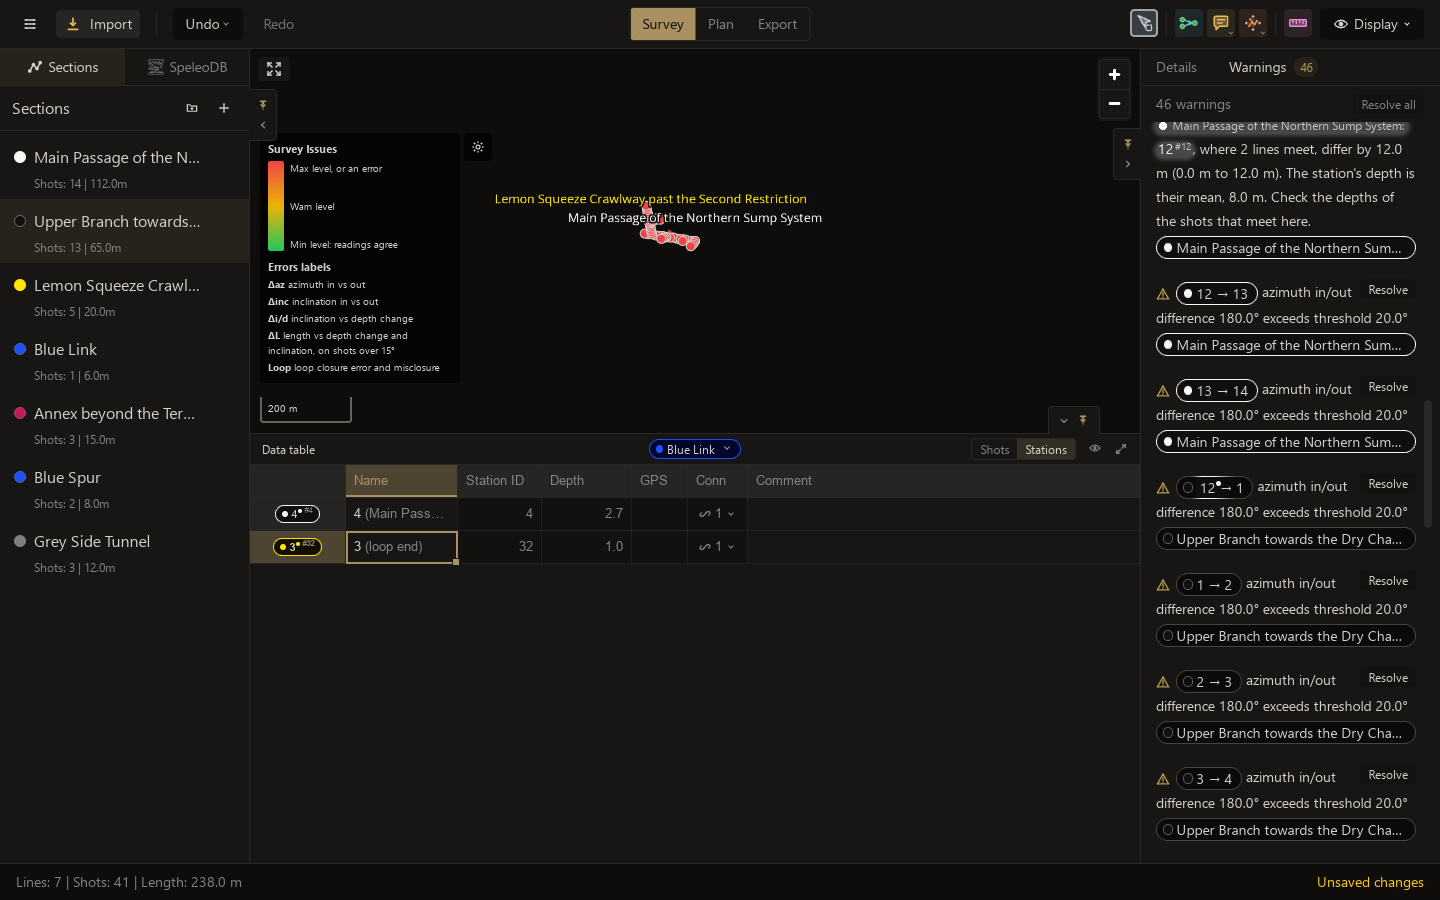 Import
Undo
Redo
Survey
Plan
Export
Display
Sections
SpeleoDB
Details
Warnings
46
Sections
Main Passage of the N...
Shots: 14 | 112.0m
Upper Branch towards...
Shots: 13 | 65.0m
Lemon Squeeze Crawl...
Shots: 5 | 20.0m
Blue Link
Shots: 1 | 6.0m
Annex beyond the Ter...
Shots: 3 | 15.0m
Blue Spur
Shots: 2 | 8.0m
Grey Side Tunnel
Shots: 3 | 12.0m
Survey Issues
Max level, or an error
Warn level
Min level: readings agree
Errors labels
Δaz azimuth in vs out
Δinc inclination in vs out
Δi/d inclination vs depth change
ΔL length vs depth change and
inclination, on shots over 15°
Loop loop closure error and misclosure
200 m
Lemon Squeeze Crawlway past the Second Restriction
Main Passage of the Northern Sump System
Data table
Blue Link
Shots
Stations
Name
Station ID
Depth
GPS
Conn
Comment
4 #4
4 (Main Pass...
4
2.7
1
3 #32
3 (loop end)
32
1.0
1
46 warnings
Resolve all
Main Passage of the Northern Sump System:
12 #12, where 2 lines meet, differ by 12.0
m (0.0 m to 12.0 m). The station's depth is
their mean, 8.0 m. Check the depths of
the shots that meet here.
Main Passage of the Northern Sum...
12 → 13 azimuth in/out
Resolve
difference 180.0° exceeds threshold 20.0°
Main Passage of the Northern Sum...
13 → 14 azimuth in/out
Resolve
difference 180.0° exceeds threshold 20.0°
Main Passage of the Northern Sum...
12 → 1 azimuth in/out
Resolve
difference 180.0° exceeds threshold 20.0°
Upper Branch towards the Dry Cha...
1 → 2 azimuth in/out
Resolve
difference 180.0° exceeds threshold 20.0°
Upper Branch towards the Dry Cha...
2 → 3 azimuth in/out
Resolve
difference 180.0° exceeds threshold 20.0°
Upper Branch towards the Dry Cha...
3 → 4 azimuth in/out
Resolve
difference 180.0° exceeds threshold 20.0°
Upper Branch towards the Dry Cha...
Lines: 7 | Shots: 41 | Length: 238.0 m
Unsaved changes